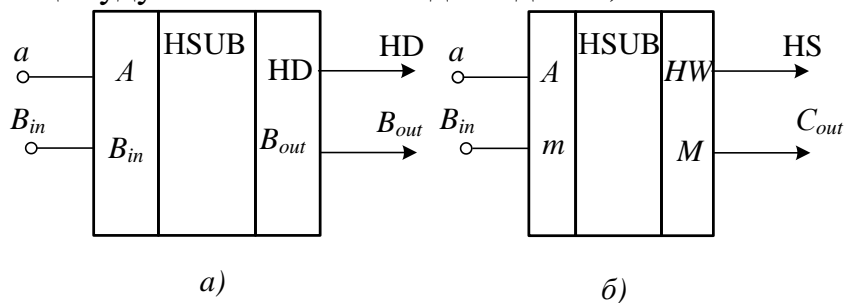 HSUB HD HSUB HS
a A HD a A HW
B_in B_in B_out B_out B_in m M C_out
а) б)